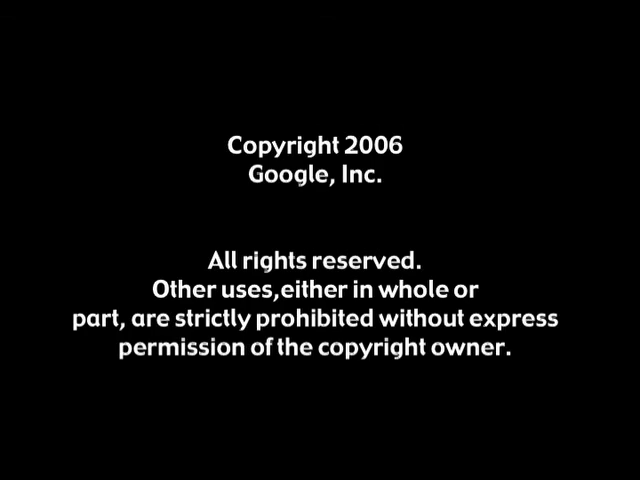 Copyright 2006
Google, Inc.
All rights reserved.
Other uses,either in whole or
part, are strictly prohibited without express
permission of the copyright owner.